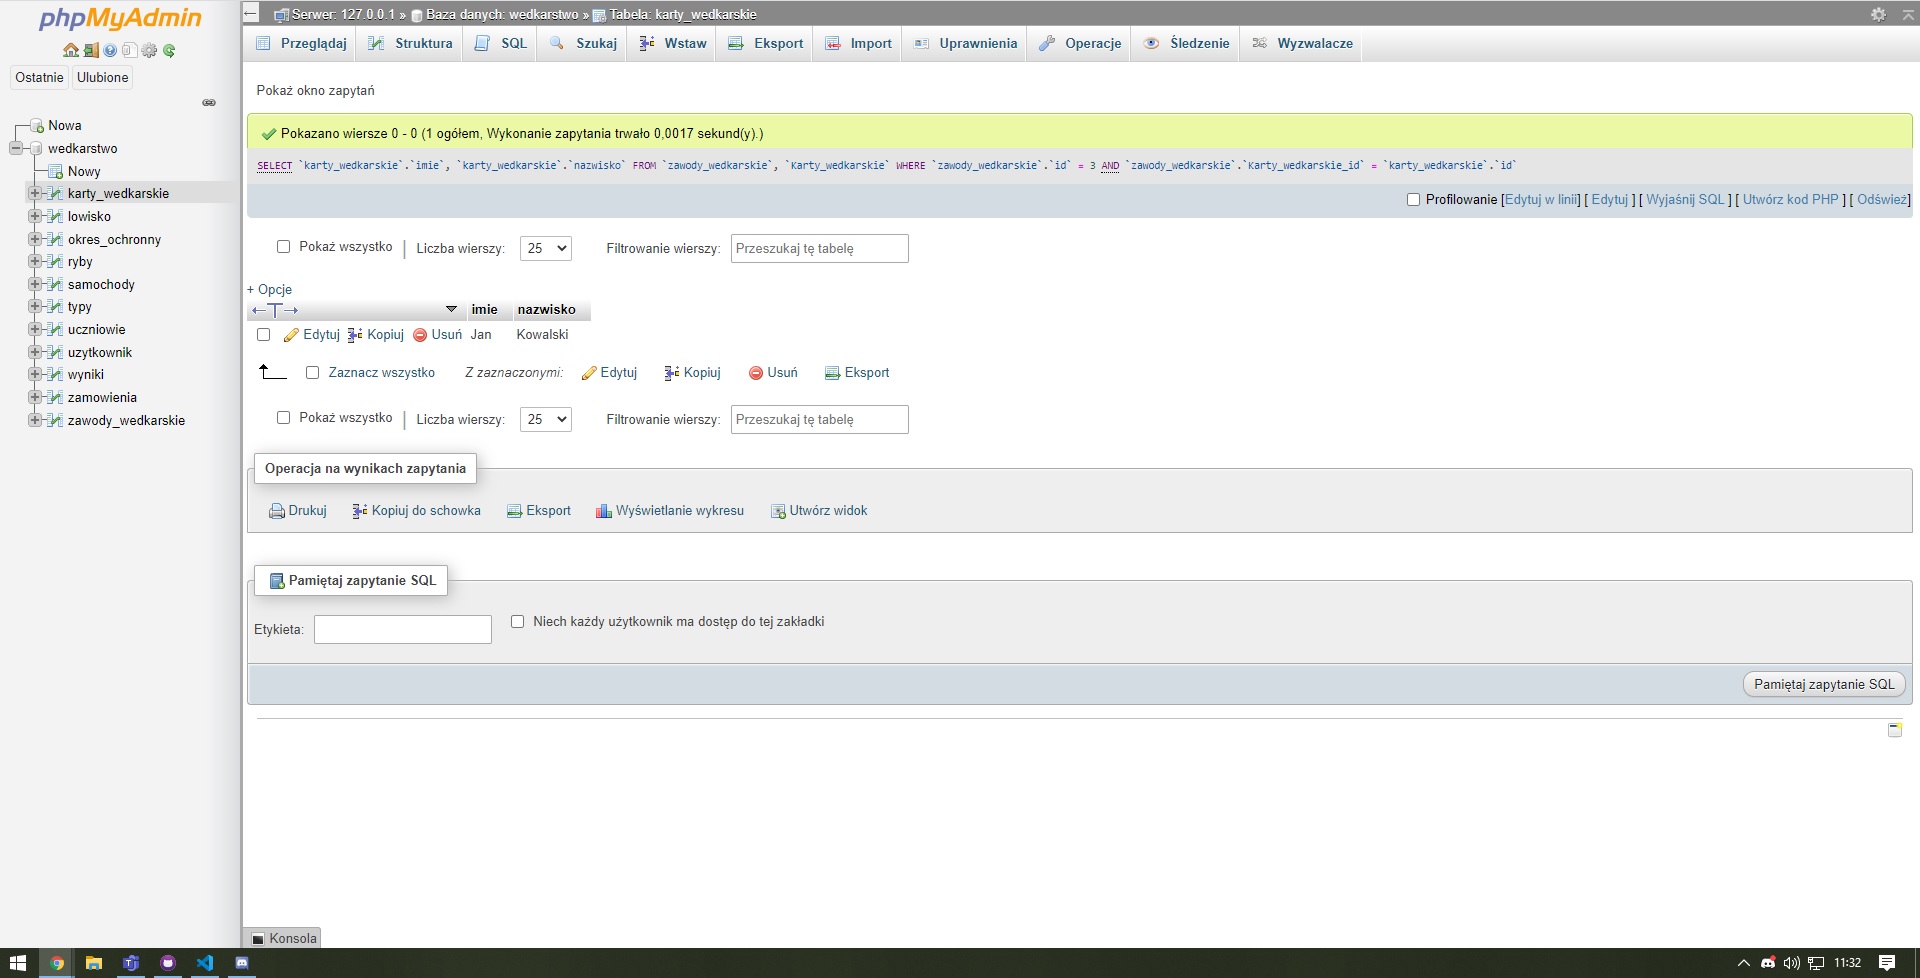 phpMyAdmin
Ostatnie Ulubione
Nowa
wedkarstwo
Nowy
karty_wedkarskie
lowisko
okres_ochronny
ryby
samochody
typy
uczniowie
uzytkownik
wyniki
zamowienia
zawody_wedkarskie
Serwer: 127.0.0.1 » Baza danych: wedkarstwo » Tabela: karty_wedkarskie
Przeglądaj Struktura SQL Szukaj Wstaw Eksport Import Uprawnienia Operacje Śledzenie Wyzwalacze
Pokaż okno zapytań
Pokazano wiersze 0 - 0 (1 ogółem, Wykonanie zapytania trwało 0,0017 sekund(y).)
SELECT `karty_wedkarskie`.`imie`, `karty_wedkarskie`.`nazwisko` FROM `zawody_wedkarskie`, `Karty_wedkarskie` WHERE `zawody_wedkarskie`.`id` = 3 AND `zawody_wedkarskie`.`Karty_wedkarskie_id` = `karty_wedkarskie`.`id`
Profilowanie [Edytuj w linii] [ Edytuj ] [ Wyjaśnij SQL ] [ Utwórz kod PHP ] [ Odśwież]
Pokaż wszystko | Liczba wierszy: 25 Filtrowanie wierszy: Przeszukaj tę tabelę
+ Opcje
←T→ imie nazwisko
Edytuj Kopiuj Usuń Jan Kowalski
Zaznacz wszystko Z zaznaczonymi: Edytuj Kopiuj Usuń Eksport
Pokaż wszystko | Liczba wierszy: 25 Filtrowanie wierszy: Przeszukaj tę tabelę
Operacja na wynikach zapytania
Drukuj Kopiuj do schowka Eksport Wyświetlanie wykresu Utwórz widok
Pamiętaj zapytanie SQL
Etykieta: Niech każdy użytkownik ma dostęp do tej zakładki
Pamiętaj zapytanie SQL
Konsola
11:32